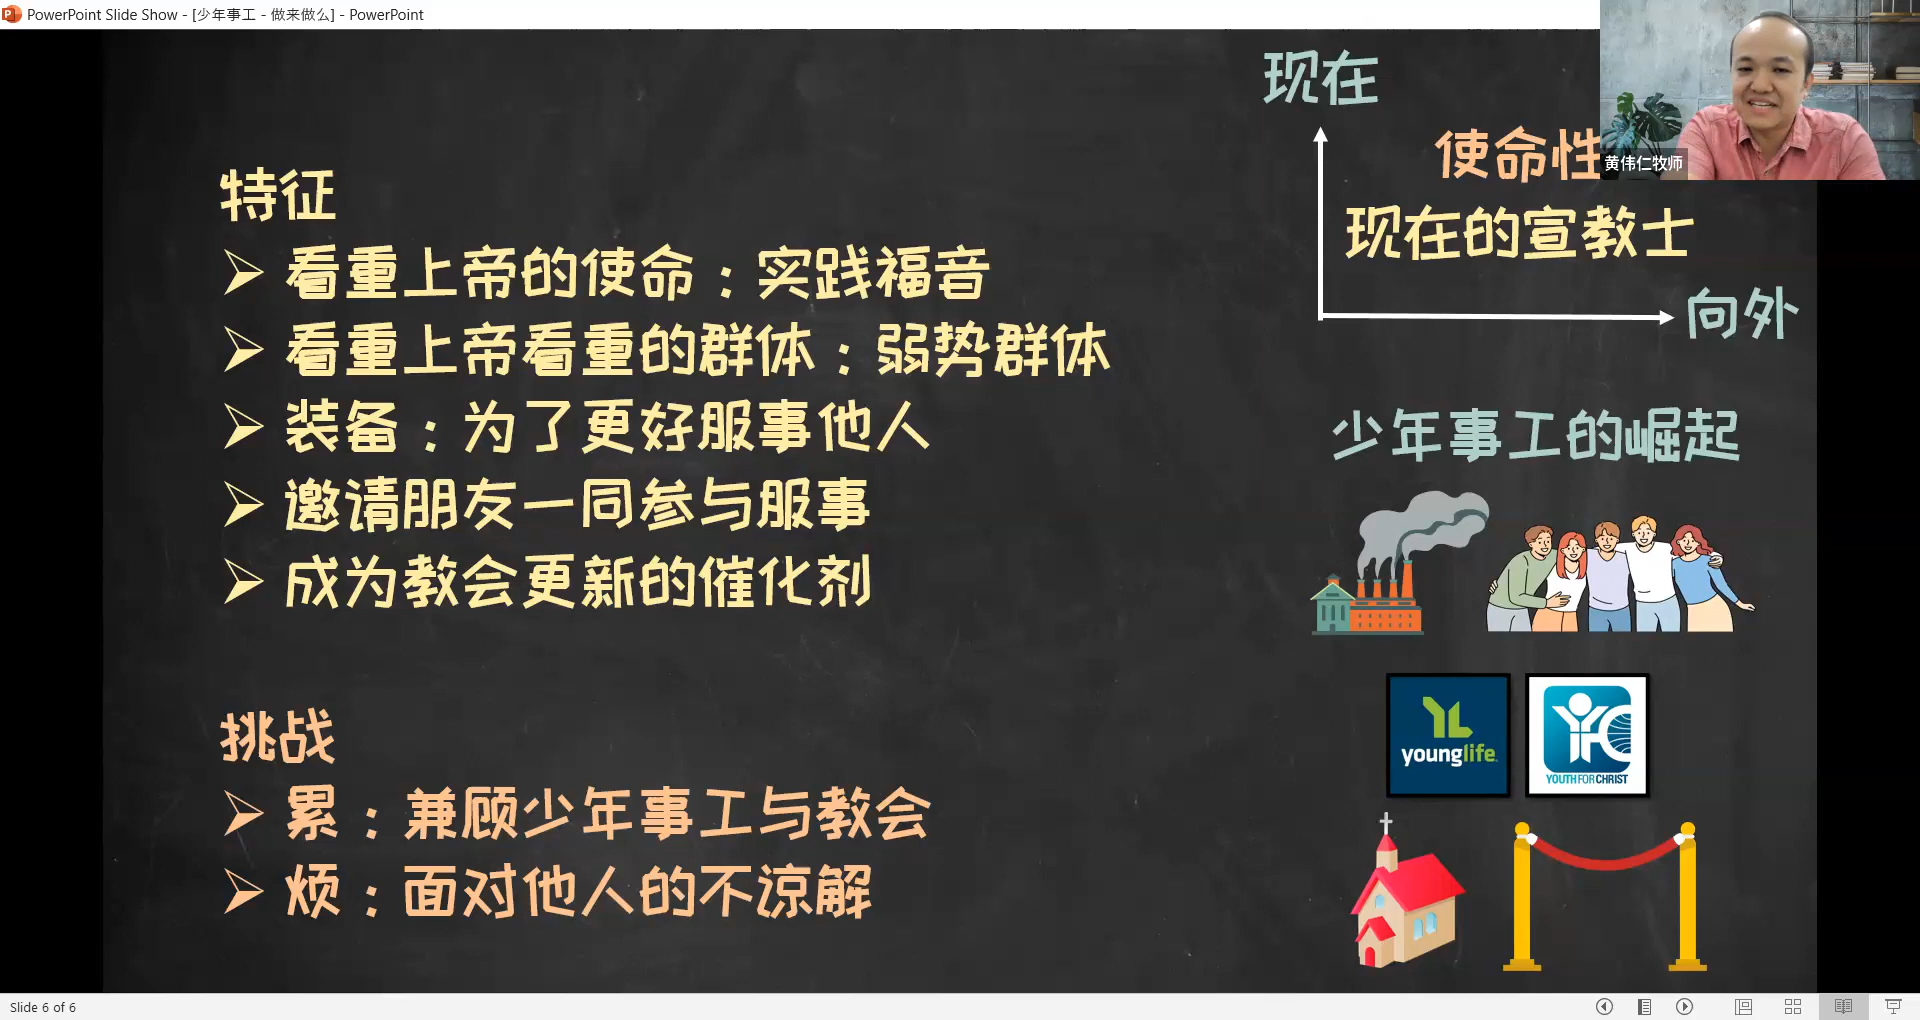 PowerPoint Slide Show - [少年事工 - 做来做么] - PowerPoint
现在
使命性
黄伟仁牧师
现在的宣教士
向外
特征
看重上帝的使命：实践福音
看重上帝看重的群体：弱势群体
装备：为了更好服事他人
邀请朋友一同参与服事
成为教会更新的催化剂
挑战
累：兼顾少年事工与教会
烦：面对他人的不谅解
少年事工的崛起
YL
younglife
YFC
YOUTH FOR CHRIST
Slide 6 of 6